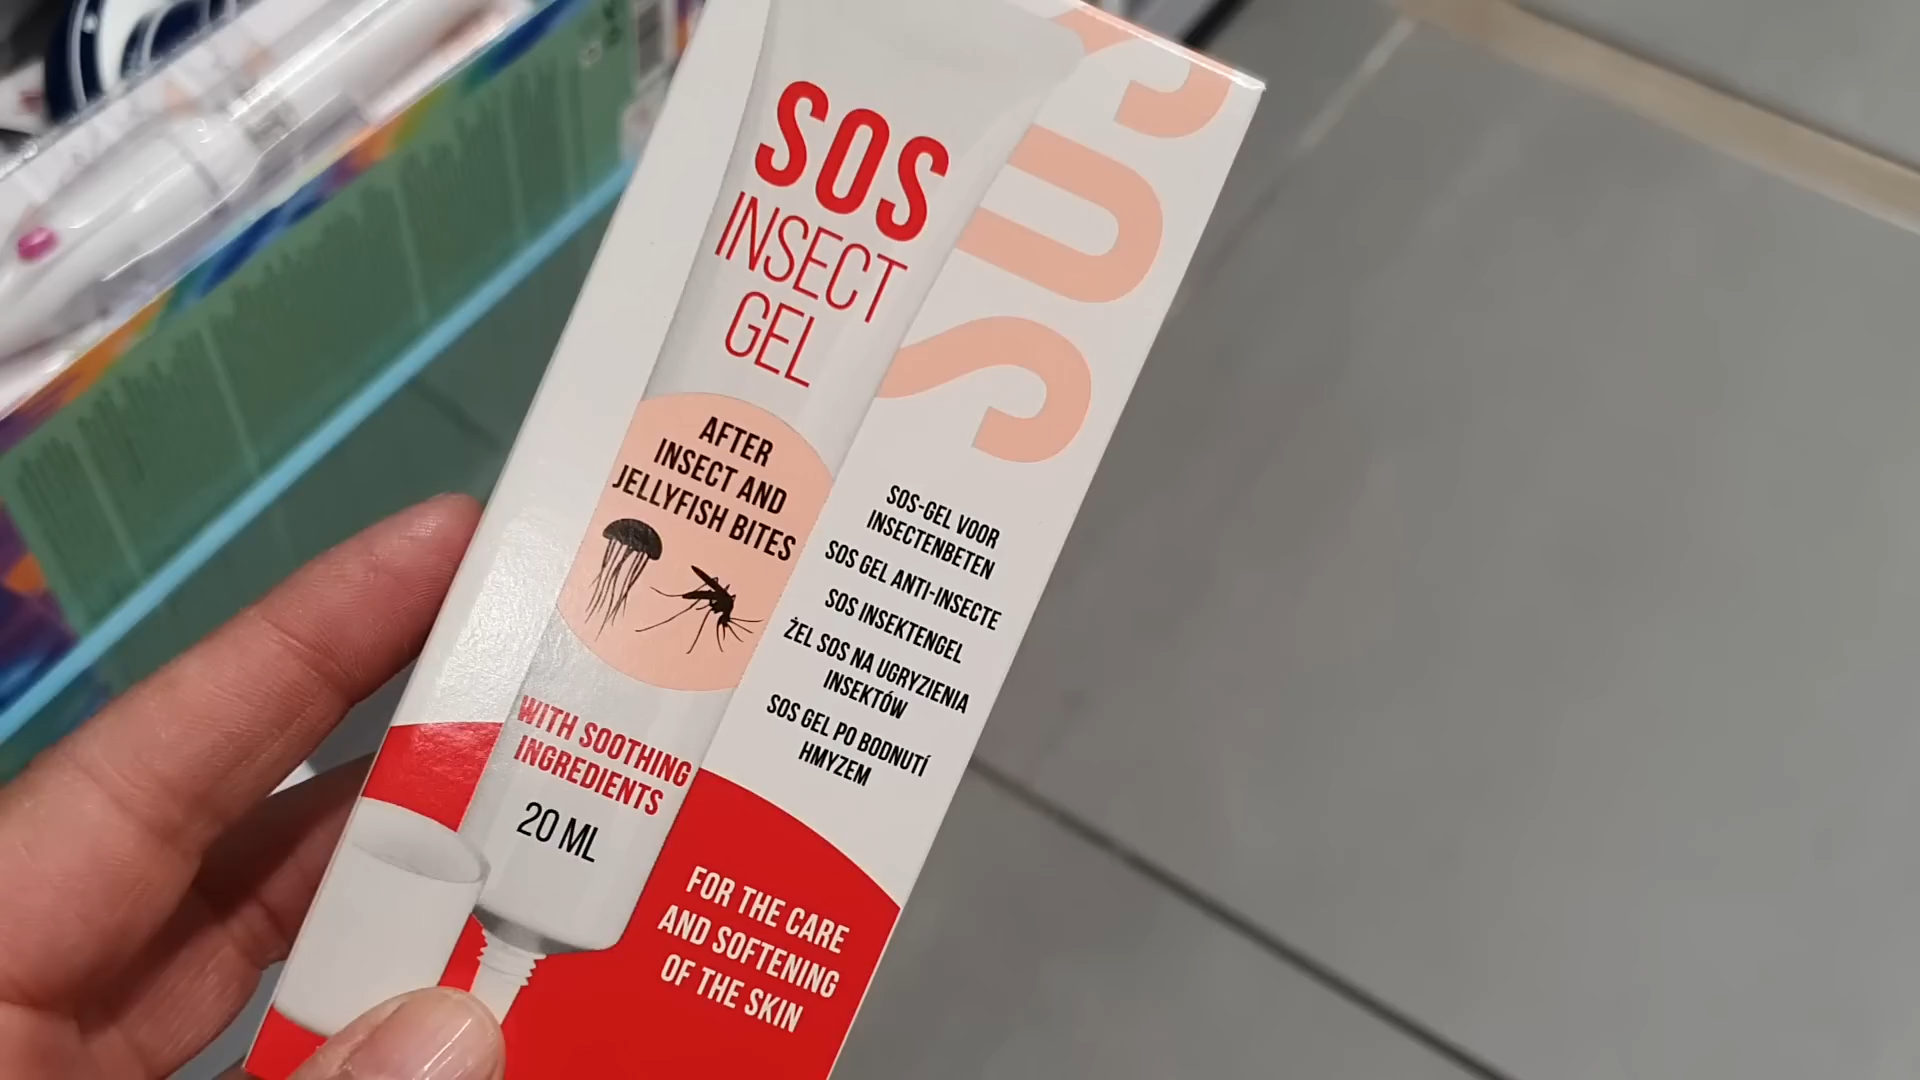 SOS
INSECT
GEL
AFTER
INSECT AND
JELLYFISH BITES
WITH SOOTHING
INGREDIENTS
20 ML
SOS
SOS-GEL VOOR
INSECTENBETEN
SOS GEL ANTI-INSECTE
SOS INSEKTENGEL
ŻEL SOS NA UGRYZIENIA
INSEKTÓW
SOS GEL PO BODNUTÍ
HMYZEM
FOR THE CARE
AND SOFTENING
OF THE SKIN